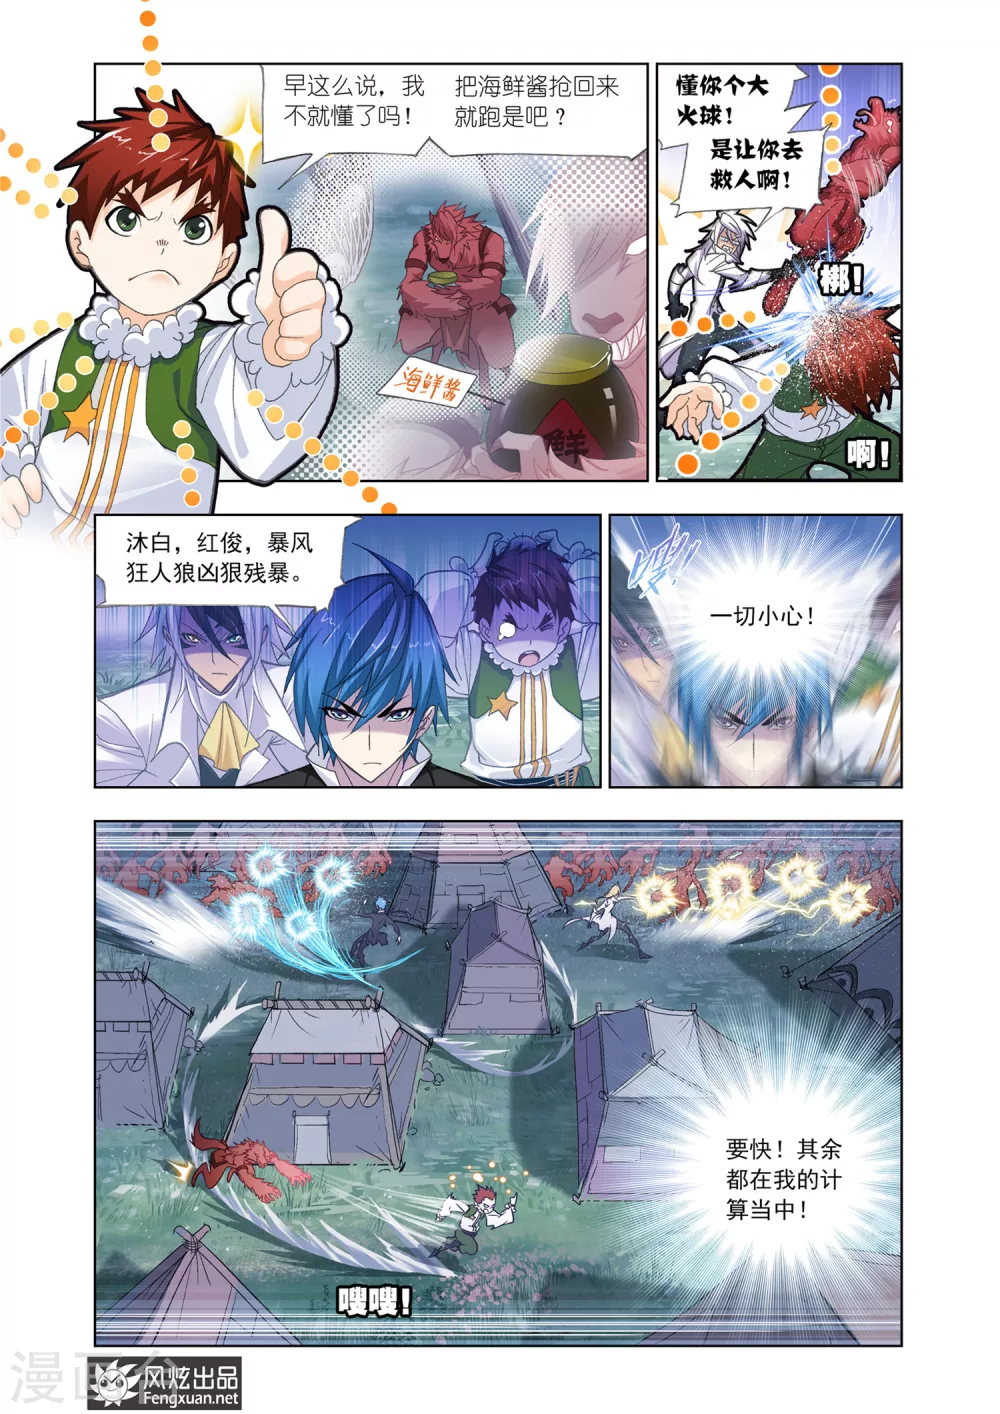 早这么说，我
不就懂了吗！
把海鲜酱抢回来
就跑是吧？
海鲜酱
鲜
懂你个大
火球！
是让你去
救人啊！
梆！
啊！
沐白，红俊，暴风
狂人狼凶狠残暴。
嗖！
一切小心！
要快！其余
都在我的计
算当中！
嗖嗖！
漫画台
风炫出品
Fengxuan.net